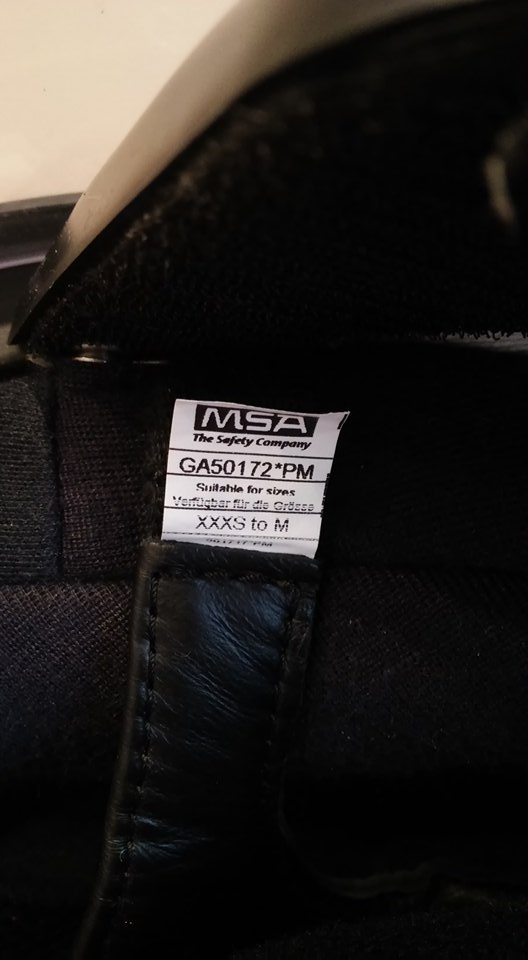 MSA
The Safety Company
GA50172*PM
Suitable for sizes
Verfügbar für die Grösse
XXXS to M